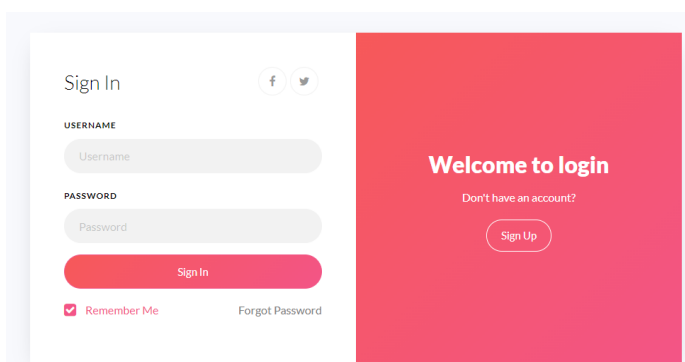 Sign In
USERNAME
Username
PASSWORD
Password
Sign In
Remember Me
Forgot Password
Welcome to login
Don't have an account?
Sign Up